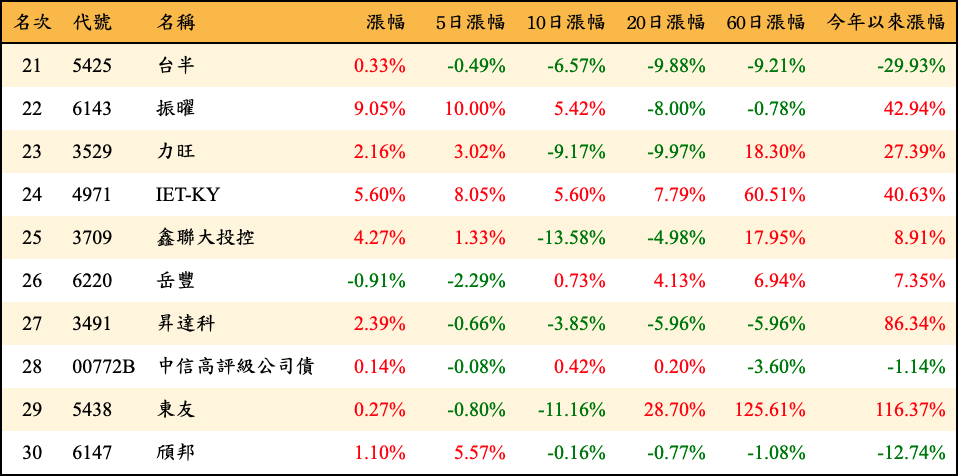 名次 代號 名稱 漲幅 5日漲幅 10日漲幅 20日漲幅 60日漲幅 今年以來漲幅
21 5425 台半 0.33% -0.49% -6.57% -9.88% -9.21% -29.93%
22 6143 振曜 9.05% 10.00% 5.42% -8.00% -0.78% 42.94%
23 3529 力旺 2.16% 3.02% -9.17% -9.97% 18.30% 27.39%
24 4971 IET-KY 5.60% 8.05% 5.60% 7.79% 60.51% 40.63%
25 3709 鑫聯大投控 4.27% 1.33% -13.58% -4.98% 17.95% 8.91%
26 6220 岳豐 -0.91% -2.29% 0.73% 4.13% 6.94% 7.35%
27 3491 昇達科 2.39% -0.66% -3.85% -5.96% -5.96% 86.34%
28 00772B 中信高評級公司債 0.14% -0.08% 0.42% 0.20% -3.60% -1.14%
29 5438 東友 0.27% -0.80% -11.16% 28.70% 125.61% 116.37%
30 6147 頎邦 1.10% 5.57% -0.16% -0.77% -1.08% -12.74%